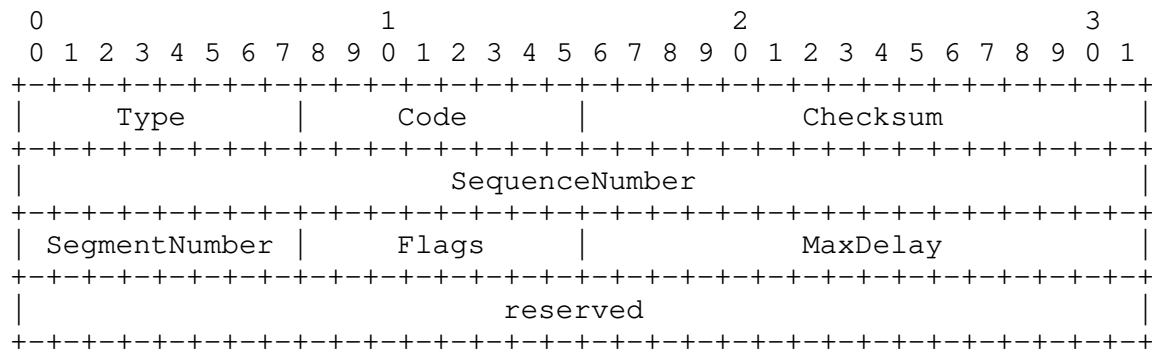 0                   1                   2                   3
 0 1 2 3 4 5 6 7 8 9 0 1 2 3 4 5 6 7 8 9 0 1 2 3 4 5 6 7 8 9 0 1
+-+-+-+-+-+-+-+-+-+-+-+-+-+-+-+-+-+-+-+-+-+-+-+-+-+-+-+-+-+-+-+-+
|     Type      |     Code      |            Checksum           |
+-+-+-+-+-+-+-+-+-+-+-+-+-+-+-+-+-+-+-+-+-+-+-+-+-+-+-+-+-+-+-+-+
|                        SequenceNumber                         |
+-+-+-+-+-+-+-+-+-+-+-+-+-+-+-+-+-+-+-+-+-+-+-+-+-+-+-+-+-+-+-+-+
| SegmentNumber |     Flags     |            MaxDelay           |
+-+-+-+-+-+-+-+-+-+-+-+-+-+-+-+-+-+-+-+-+-+-+-+-+-+-+-+-+-+-+-+-+
|                           reserved                            |
+-+-+-+-+-+-+-+-+-+-+-+-+-+-+-+-+-+-+-+-+-+-+-+-+-+-+-+-+-+-+-+-+